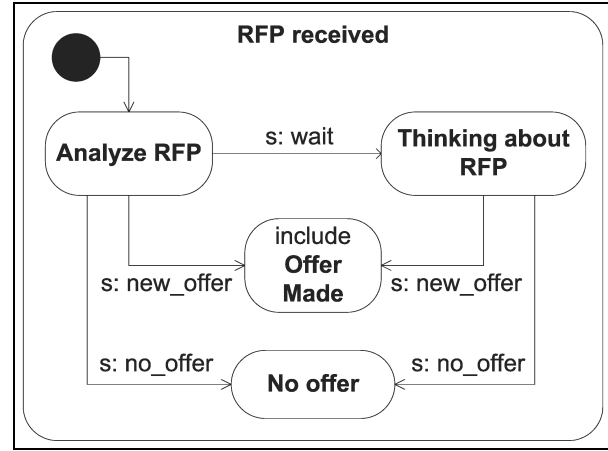 RFP received
Analyze RFP
s: wait
Thinking about
RFP
include
Offer
Made
s: new_offer
s: new_offer
s: no_offer
s: no_offer
No offer